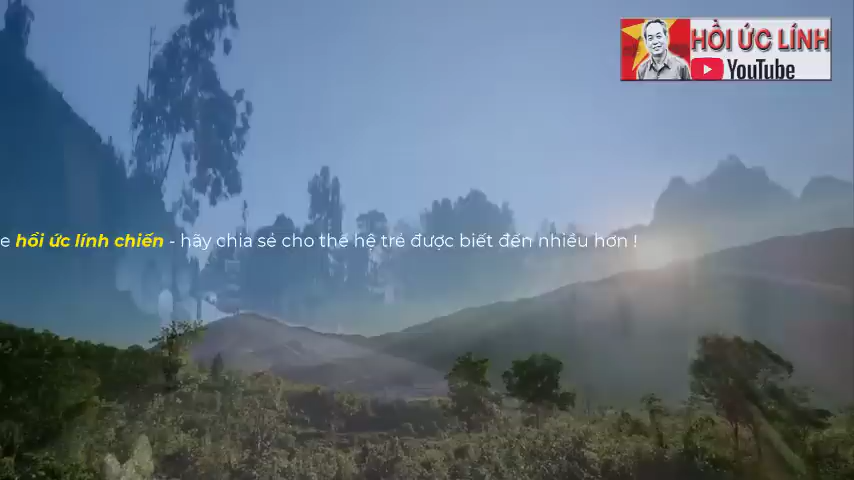 HỒI ỨC LÍNH
YouTube
e hồi ức lính chiến - hãy chia sẻ cho thế hệ trẻ được biết đến nhiều hơn !